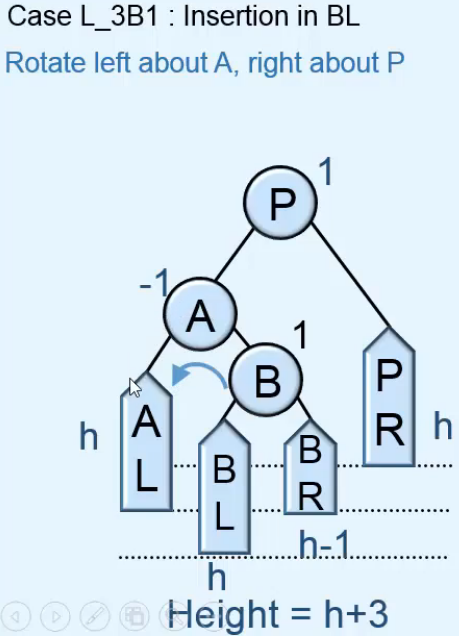 Case L_3B1 : Insertion in BL
Rotate left about A, right about P
1
P
-1
A
1
B
P
R
h
h
A
L
B
L
B
R
h-1
h
Height = h+3